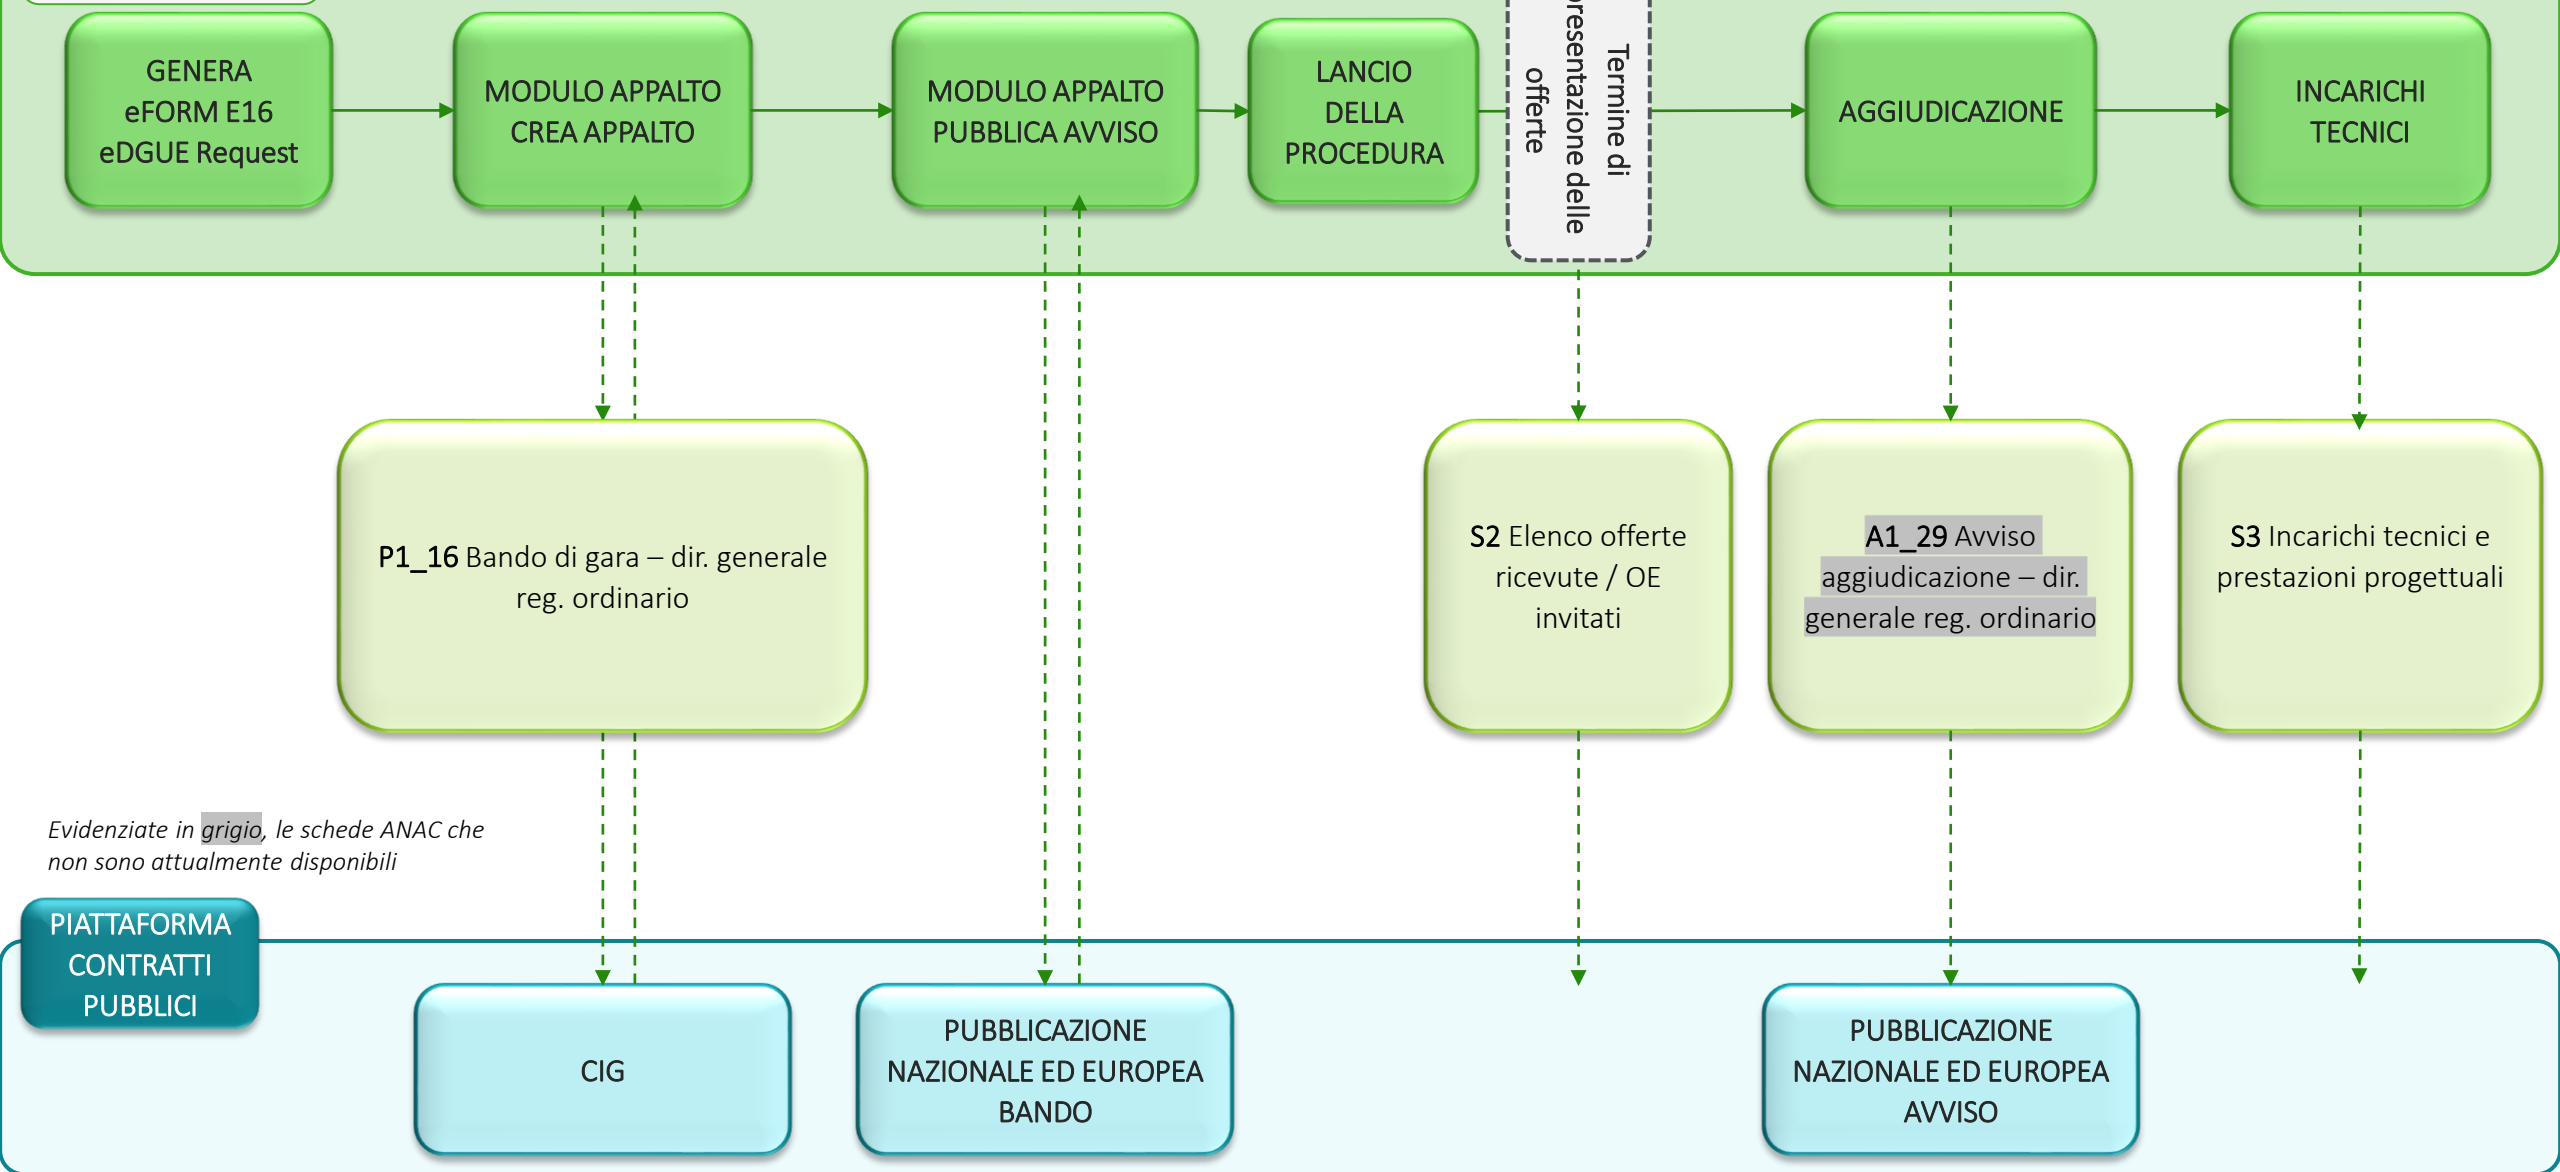 GENERA
eFORM E16
eDGUE Request
MODULO APPALTO
CREA APPALTO
MODULO APPALTO
PUBBLICA AVVISO
LANCIO
DELLA
PROCEDURA
Termine di
presentazione delle
offerte
AGGIUDICAZIONE
INCARICHI
TECNICI
P1_16 Bando di gara – dir. generale
reg. ordinario
S2 Elenco offerte
ricevute / OE
invitati
A1_29 Avviso
aggiudicazione – dir.
generale reg. ordinario
S3 Incarichi tecnici e
prestazioni progettuali
Evidenziate in grigio, le schede ANAC che
non sono attualmente disponibili
PIATTAFORMA
CONTRATTI
PUBBLICI
CIG
PUBBLICAZIONE
NAZIONALE ED EUROPEA
BANDO
PUBBLICAZIONE
NAZIONALE ED EUROPEA
AVVISO